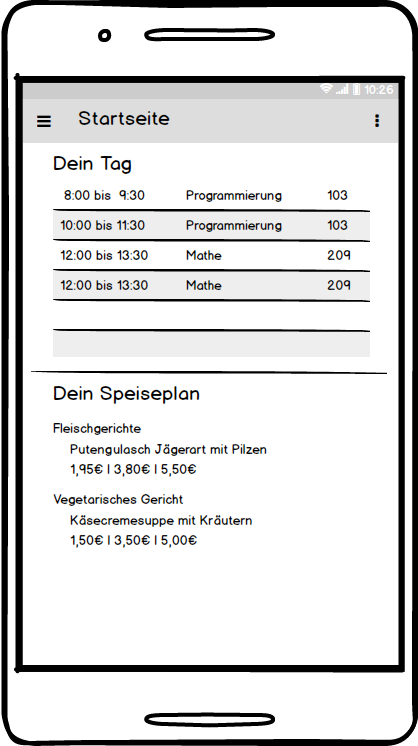 10:26
Startseite
Dein Tag
8:00 bis 9:30 Programmierung 103
10:00 bis 11:30 Programmierung 103
12:00 bis 13:30 Mathe 209
12:00 bis 13:30 Mathe 209
Dein Speiseplan
Fleischgerichte
Putengulasch Jägerart mit Pilzen
1,95€ | 3,80€ | 5,50€
Vegetarisches Gericht
Käsecremesuppe mit Kräutern
1,50€ | 3,50€ | 5,00€